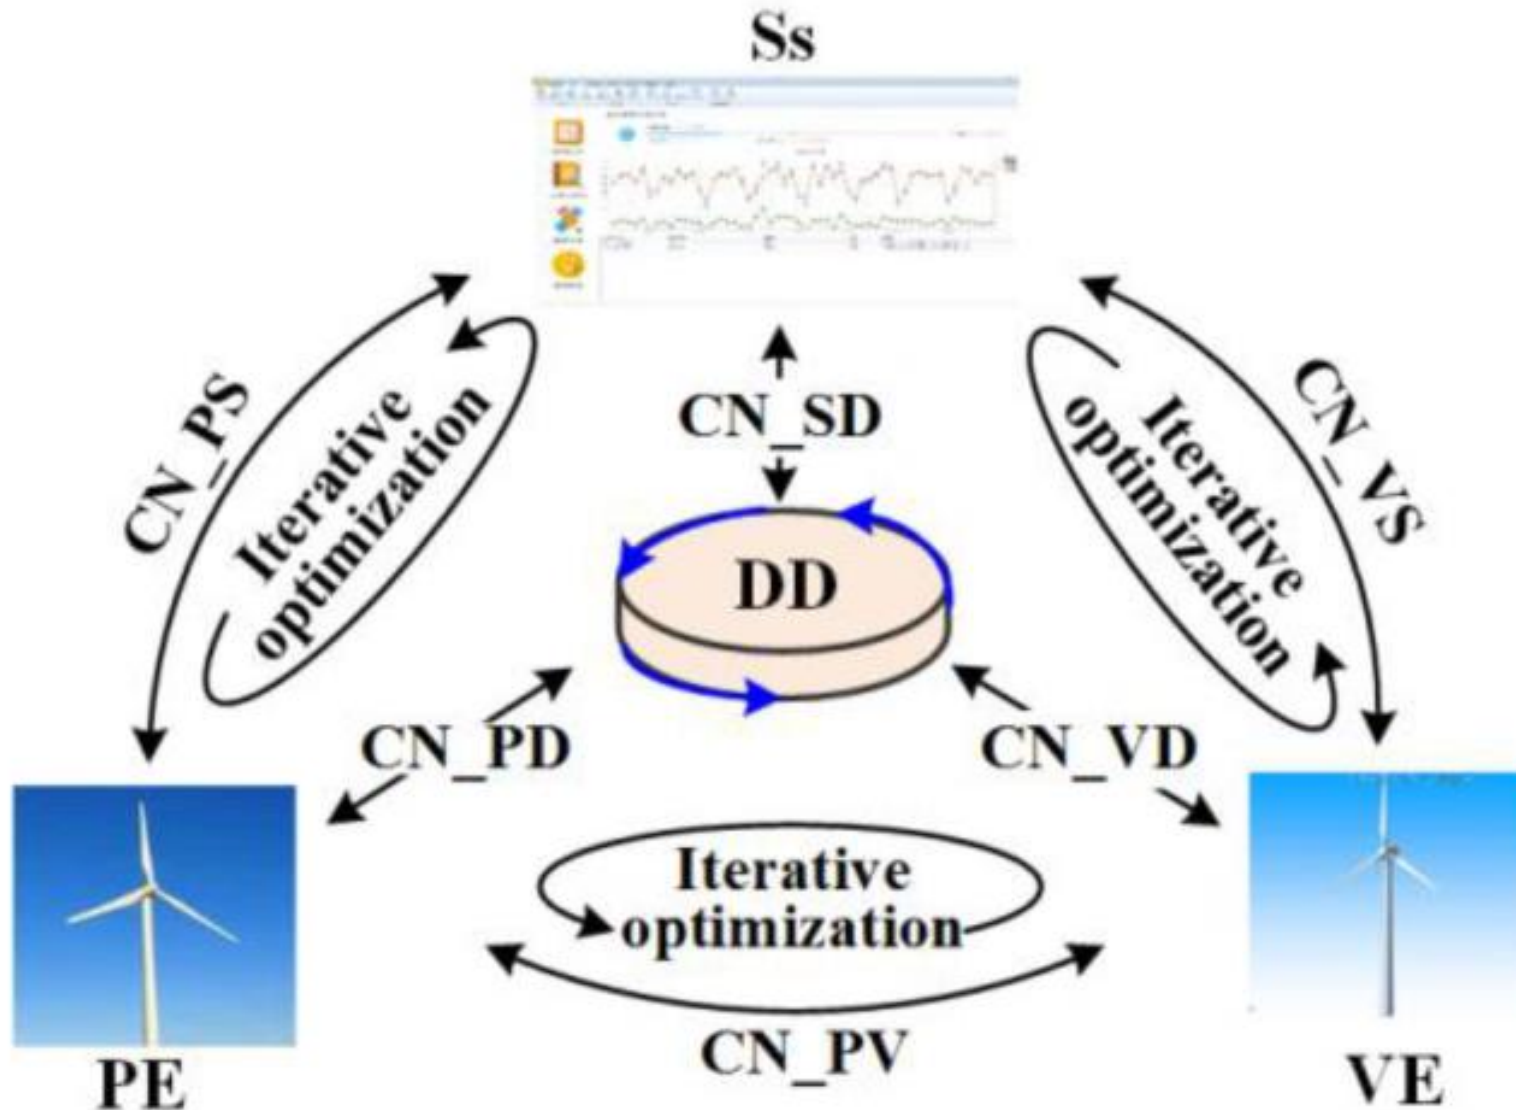 Ss
CN_PS
Iterative
optimization
CN_SD
Iterative
optimization
CN_VS
DD
CN_PD
CN_VD
Iterative
optimization
CN_PV
PE
VE